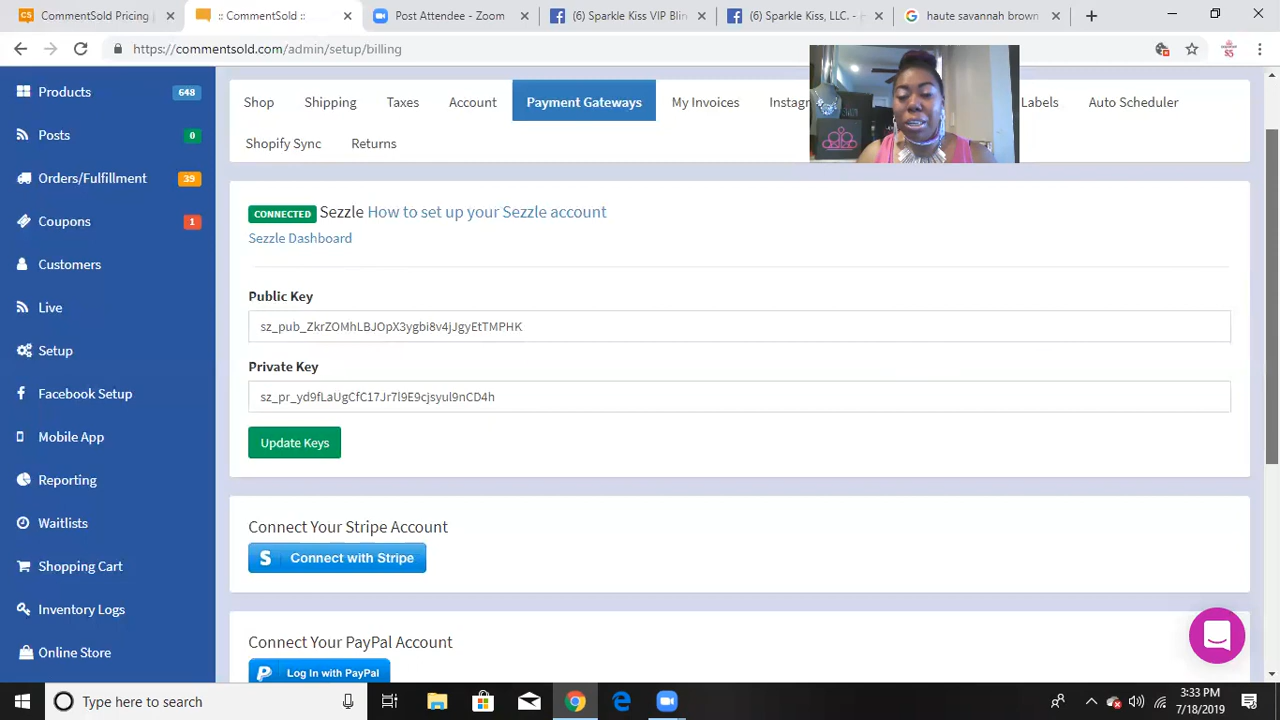 CommentSold Pricing
:: CommentSold ::
Post Attendee - Zoom
(6) Sparkle Kiss VIP Blin
(6) Sparkle Kiss, LLC. -
haute savannah brown
https://commentsold.com/admin/setup/billing
Products 648
Posts 0
Orders/Fulfillment 39
Coupons 1
Customers
Live
Setup
Facebook Setup
Mobile App
Reporting
Waitlists
Shopping Cart
Inventory Logs
Online Store
Shop Shipping Taxes Account Payment Gateways My Invoices Instag Labels Auto Scheduler
Shopify Sync Returns
CONNECTED Sezzle How to set up your Sezzle account
Sezzle Dashboard
Public Key
sz_pub_ZkrZOMhLBJOpX3ygbi8v4jJgyEtTMPHK
Private Key
sz_pr_yd9fLaUgCfC17Jr7l9E9cjsyul9nCD4h
Update Keys
Connect Your Stripe Account
S Connect with Stripe
Connect Your PayPal Account
Log In with PayPal
Type here to search
3:33 PM
7/18/2019